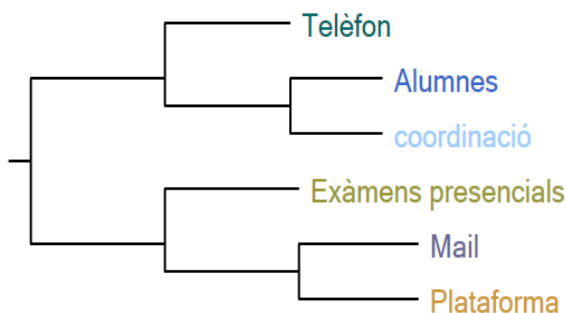 Telèfon
Alumnes
coordinació
Exàmens presencials
Mail
Plataforma